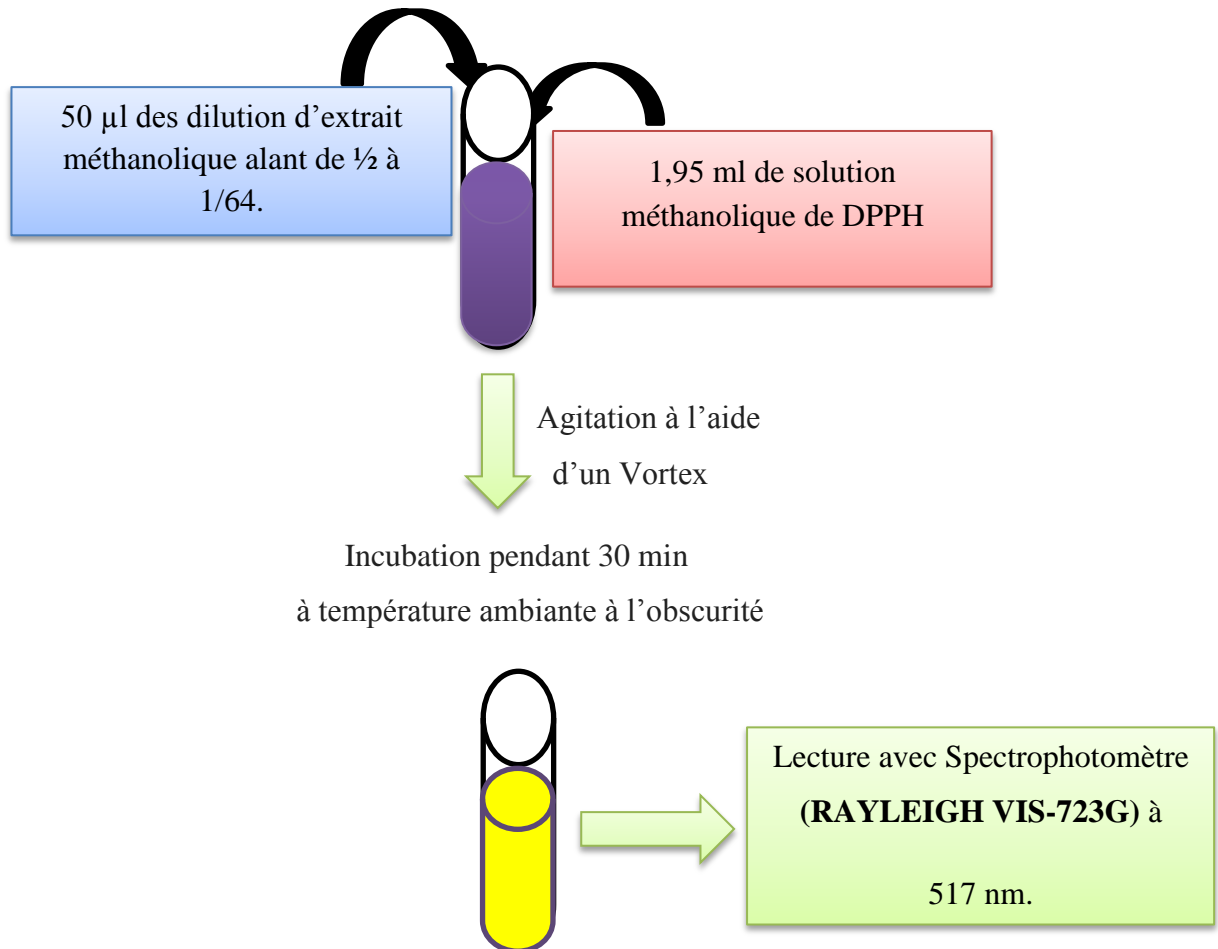 50 µl des dilution d’extrait
méthanolique alant de ½ à
1/64.
1,95 ml de solution
méthanolique de DPPH
Agitation à l’aide
d’un Vortex
Incubation pendant 30 min
à température ambiante à l’obscurité
Lecture avec Spectrophotomètre
(RAYLEIGH VIS-723G) à
517 nm.